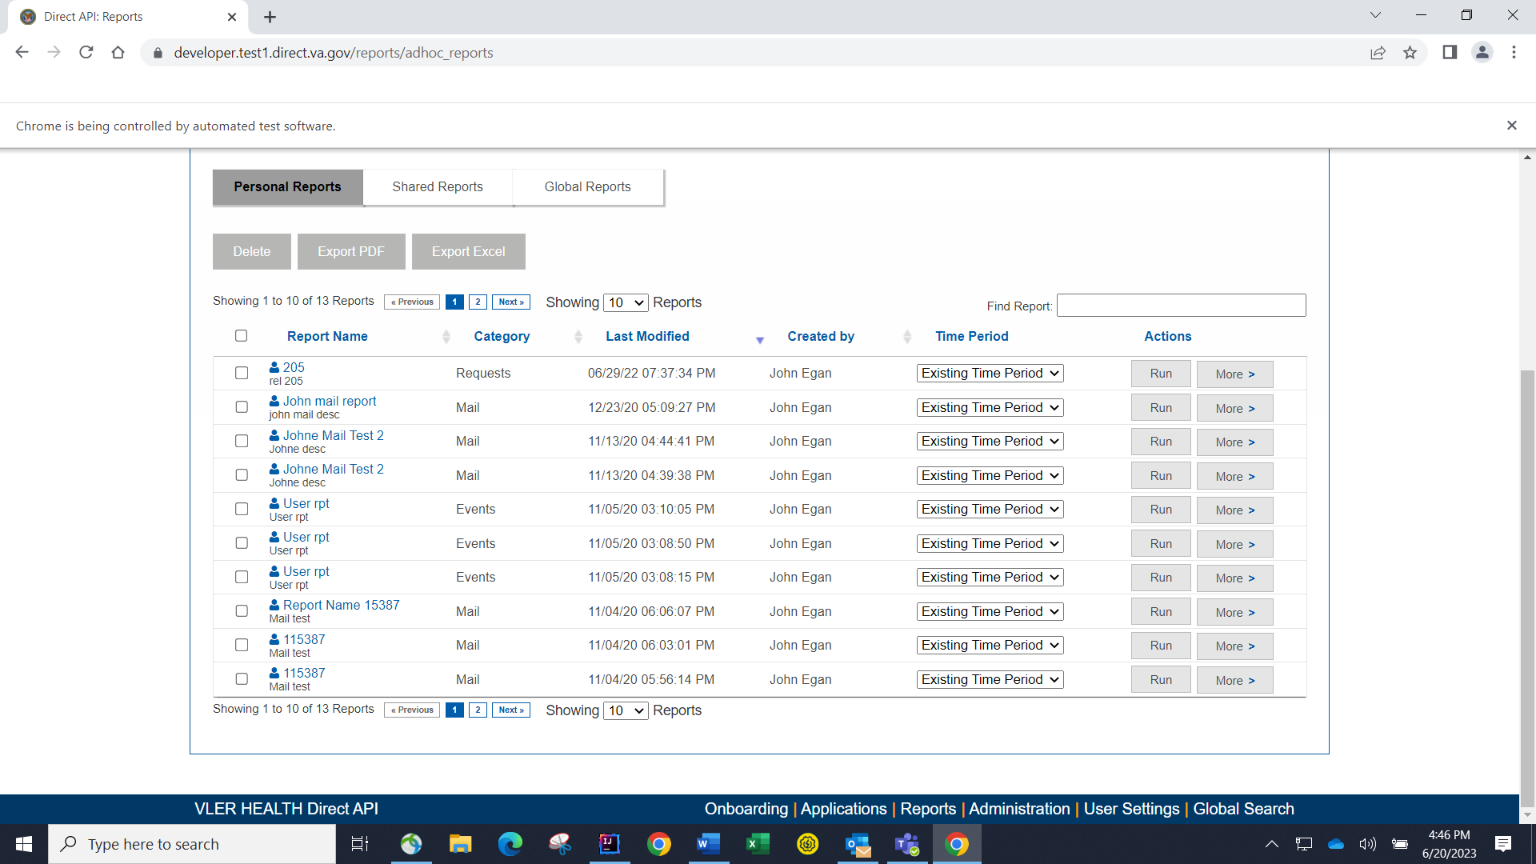 Direct API: Reports
developer.test1.direct.va.gov/reports/adhoc_reports
Chrome is being controlled by automated test software.
Personal Reports Shared Reports Global Reports
Delete Export PDF Export Excel
Showing 1 to 10 of 13 Reports « Previous 1 2 Next » Showing 10 Reports Find Report:
Report Name Category Last Modified Created by Time Period Actions
205 Requests 06/29/22 07:37:34 PM John Egan Existing Time Period Run More >
rel 205
John mail report Mail 12/23/20 05:09:27 PM John Egan Existing Time Period Run More >
john mail desc
Johne Mail Test 2 Mail 11/13/20 04:44:41 PM John Egan Existing Time Period Run More >
Johne desc
Johne Mail Test 2 Mail 11/13/20 04:39:38 PM John Egan Existing Time Period Run More >
Johne desc
User rpt Events 11/05/20 03:10:05 PM John Egan Existing Time Period Run More >
User rpt
User rpt Events 11/05/20 03:08:50 PM John Egan Existing Time Period Run More >
User rpt
User rpt Events 11/05/20 03:08:15 PM John Egan Existing Time Period Run More >
User rpt
Report Name 15387 Mail 11/04/20 06:06:07 PM John Egan Existing Time Period Run More >
Mail test
115387 Mail 11/04/20 06:03:01 PM John Egan Existing Time Period Run More >
Mail test
115387 Mail 11/04/20 05:56:14 PM John Egan Existing Time Period Run More >
Mail test
Showing 1 to 10 of 13 Reports « Previous 1 2 Next » Showing 10 Reports
VLER HEALTH Direct API Onboarding | Applications | Reports | Administration | User Settings | Global Search
Type here to search
4:46 PM
6/20/2023